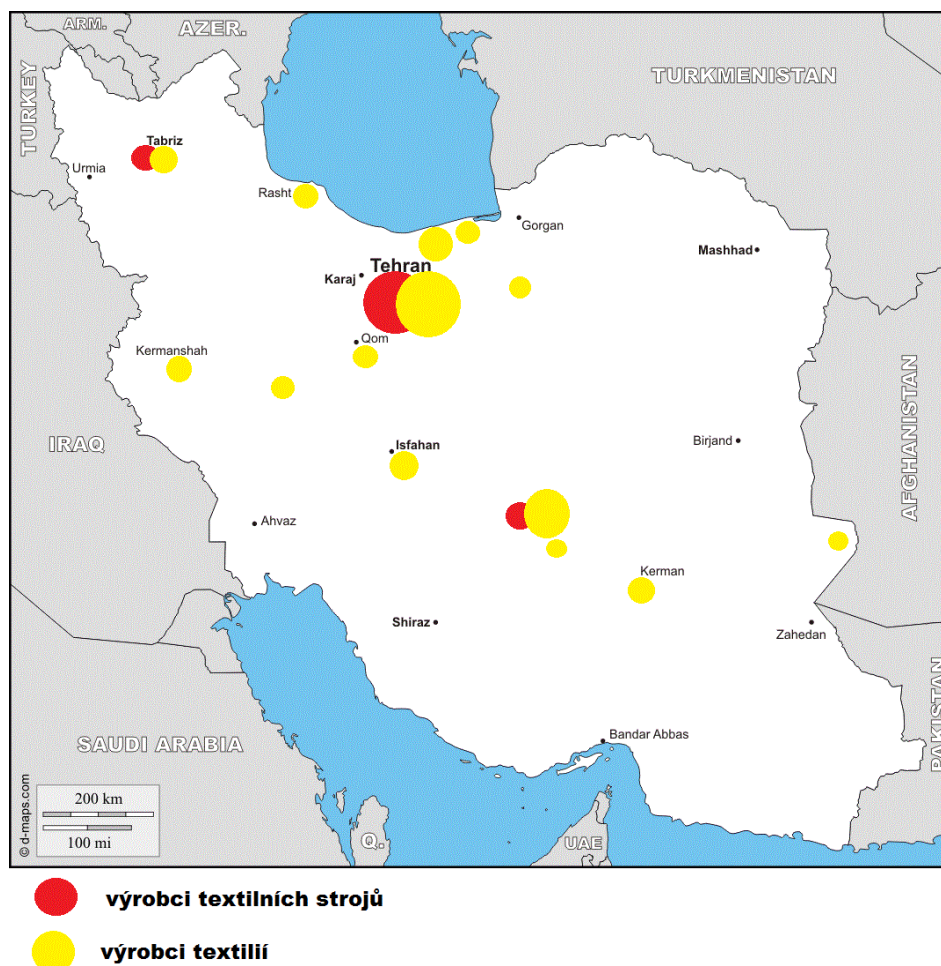 ARM.
AZER.
TURKEY
TURKMENISTAN
Tabriz
Urmia
Rasht
Gorgan
Mashhad
Tehran
Karaj
Qom
Kermanshah
Isfahan
Birjand
IRAQ
AFGHANISTAN
Ahvaz
Kerman
Shiraz
Zahedan
PAKISTAN
Bandar Abbas
SAUDI ARABIA
© d-maps.com
200 km
100 mi
Q.
UAE
výrobci textilních strojů
výrobci textilií